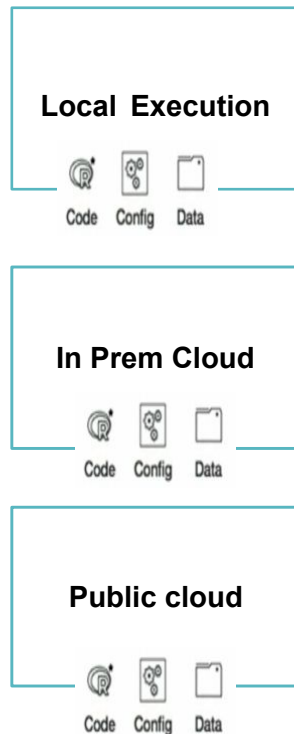 Local Execution
R
Code Config Data
In Prem Cloud
R
Code Config Data
Public cloud
R
Code Config Data